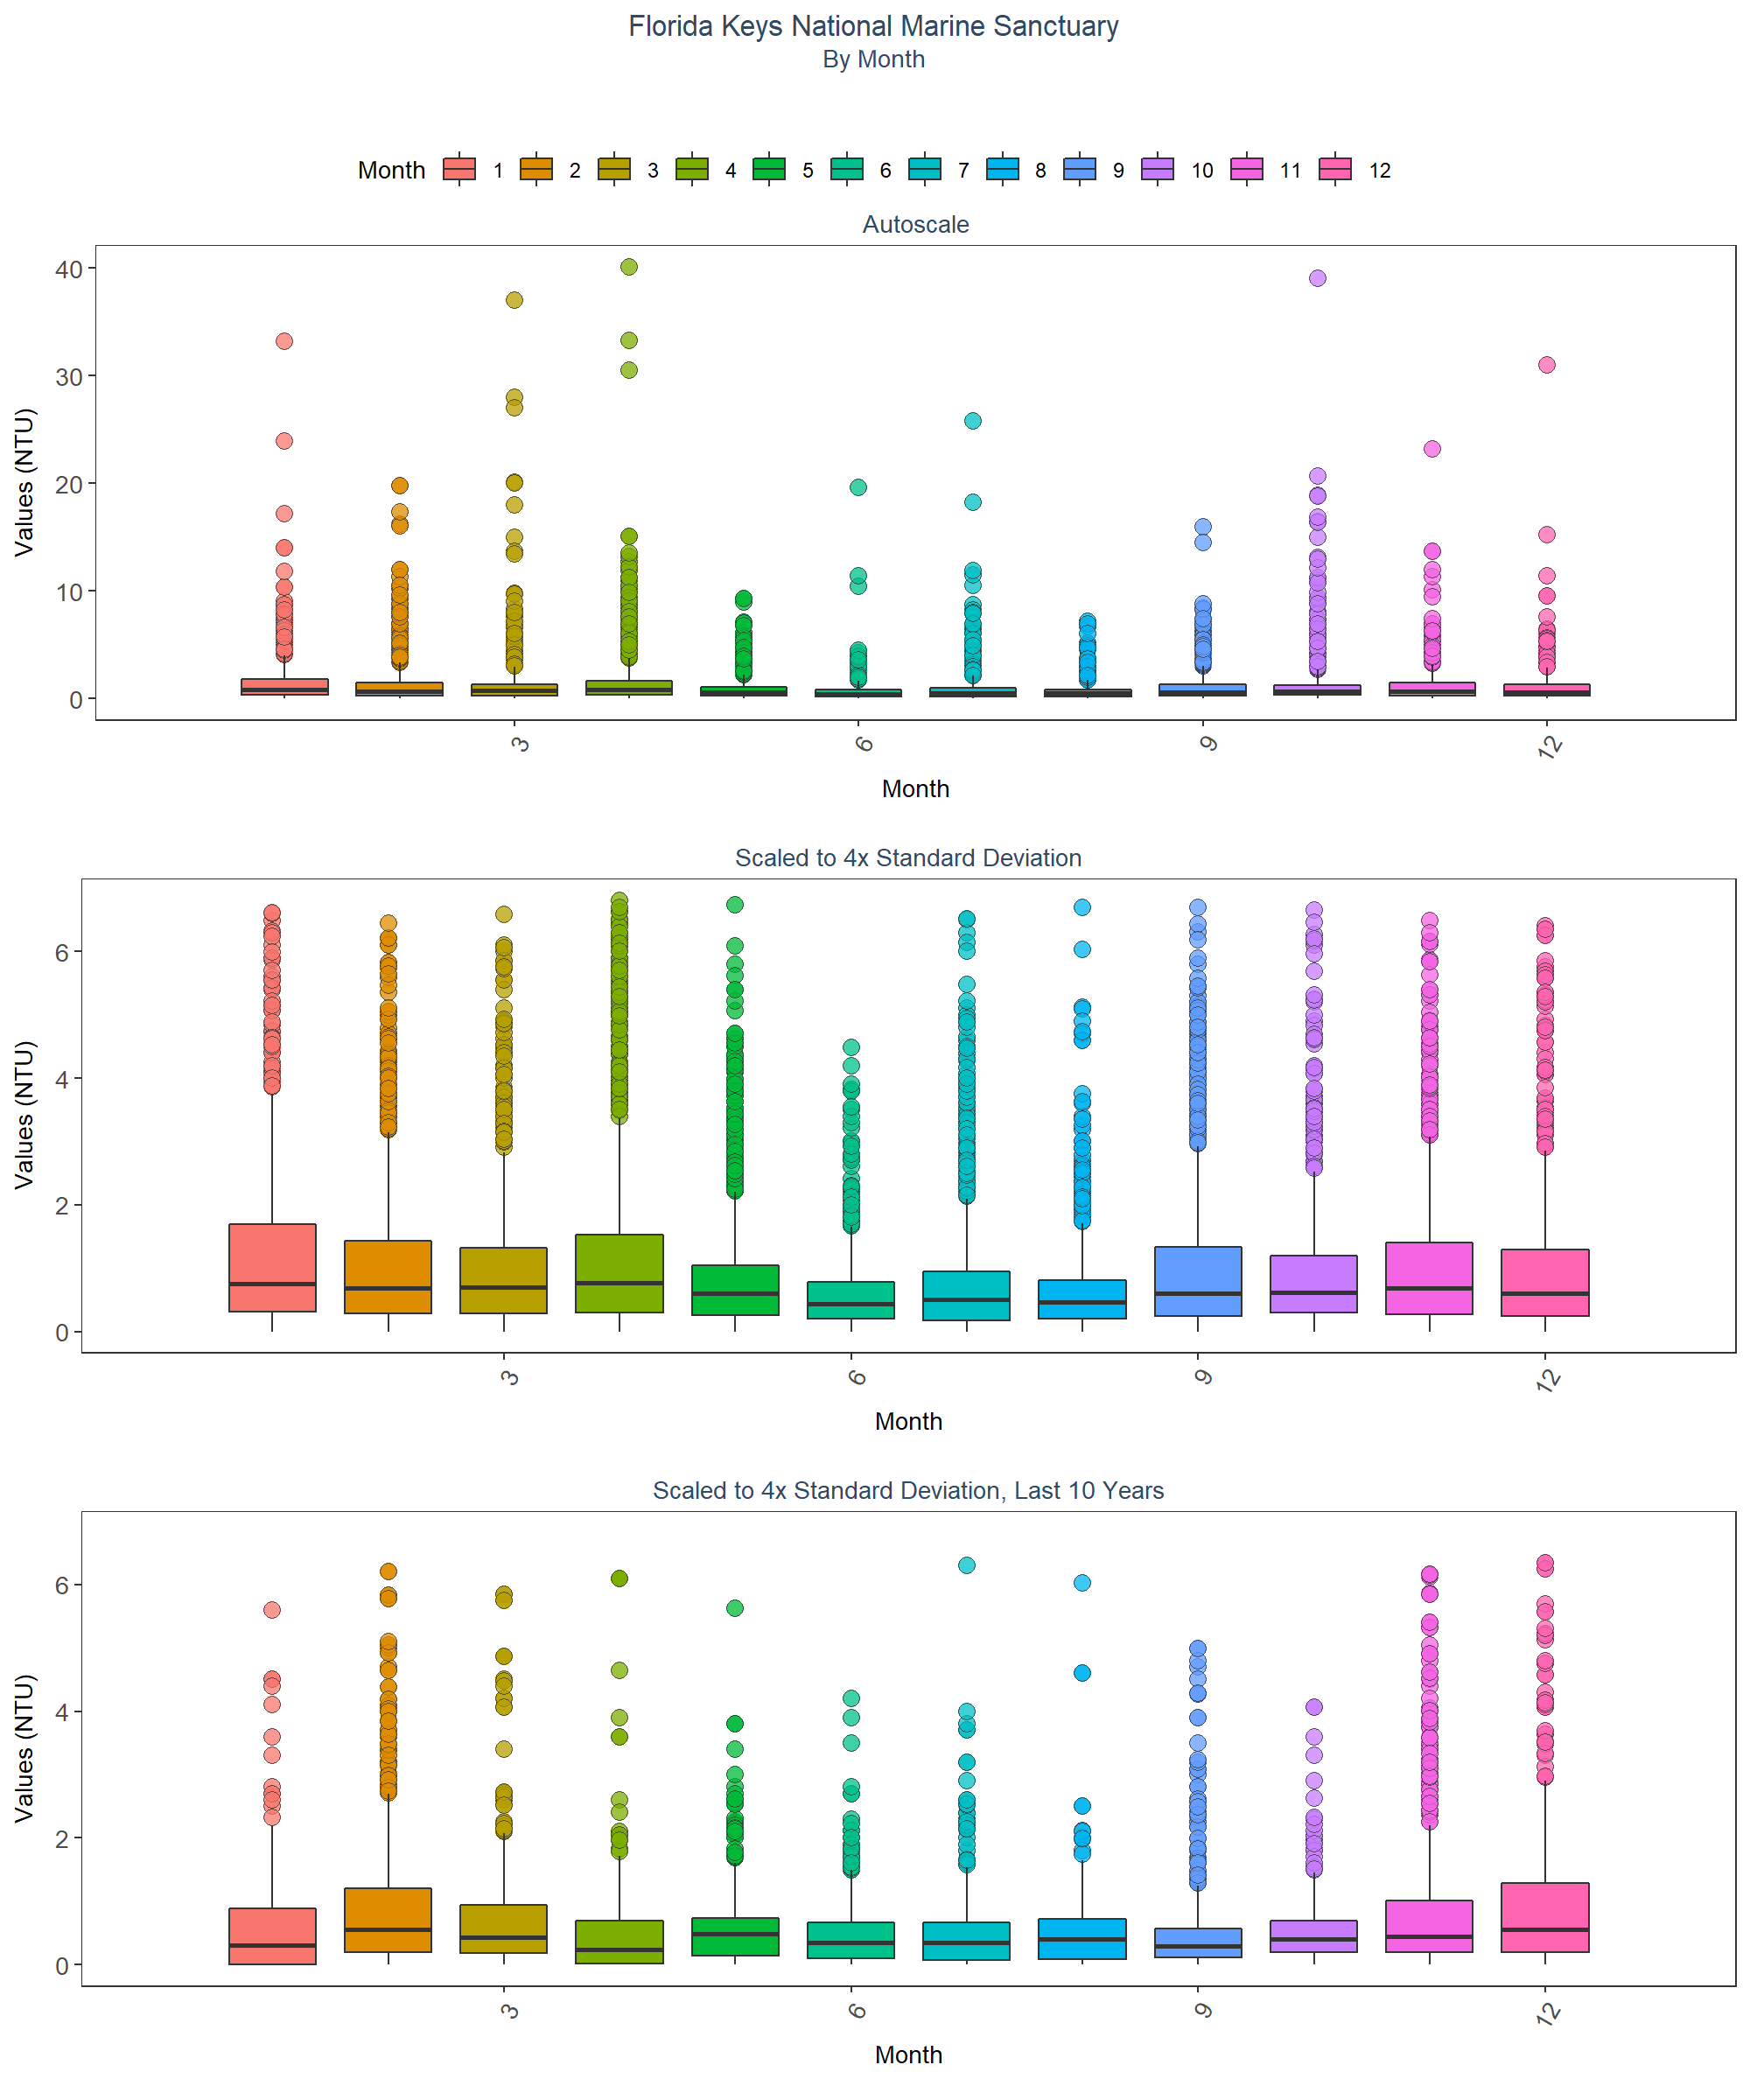 Florida Keys National Marine Sanctuary
By Month
Month 1 2 3 4 5 6 7 8 9 10 11 12
Autoscale
Values (NTU)
40
30
20
10
0
3 6 9 12
Month
Scaled to 4x Standard Deviation
Values (NTU)
6
4
2
0
3 6 9 12
Month
Scaled to 4x Standard Deviation, Last 10 Years
Values (NTU)
6
4
2
0
3 6 9 12
Month